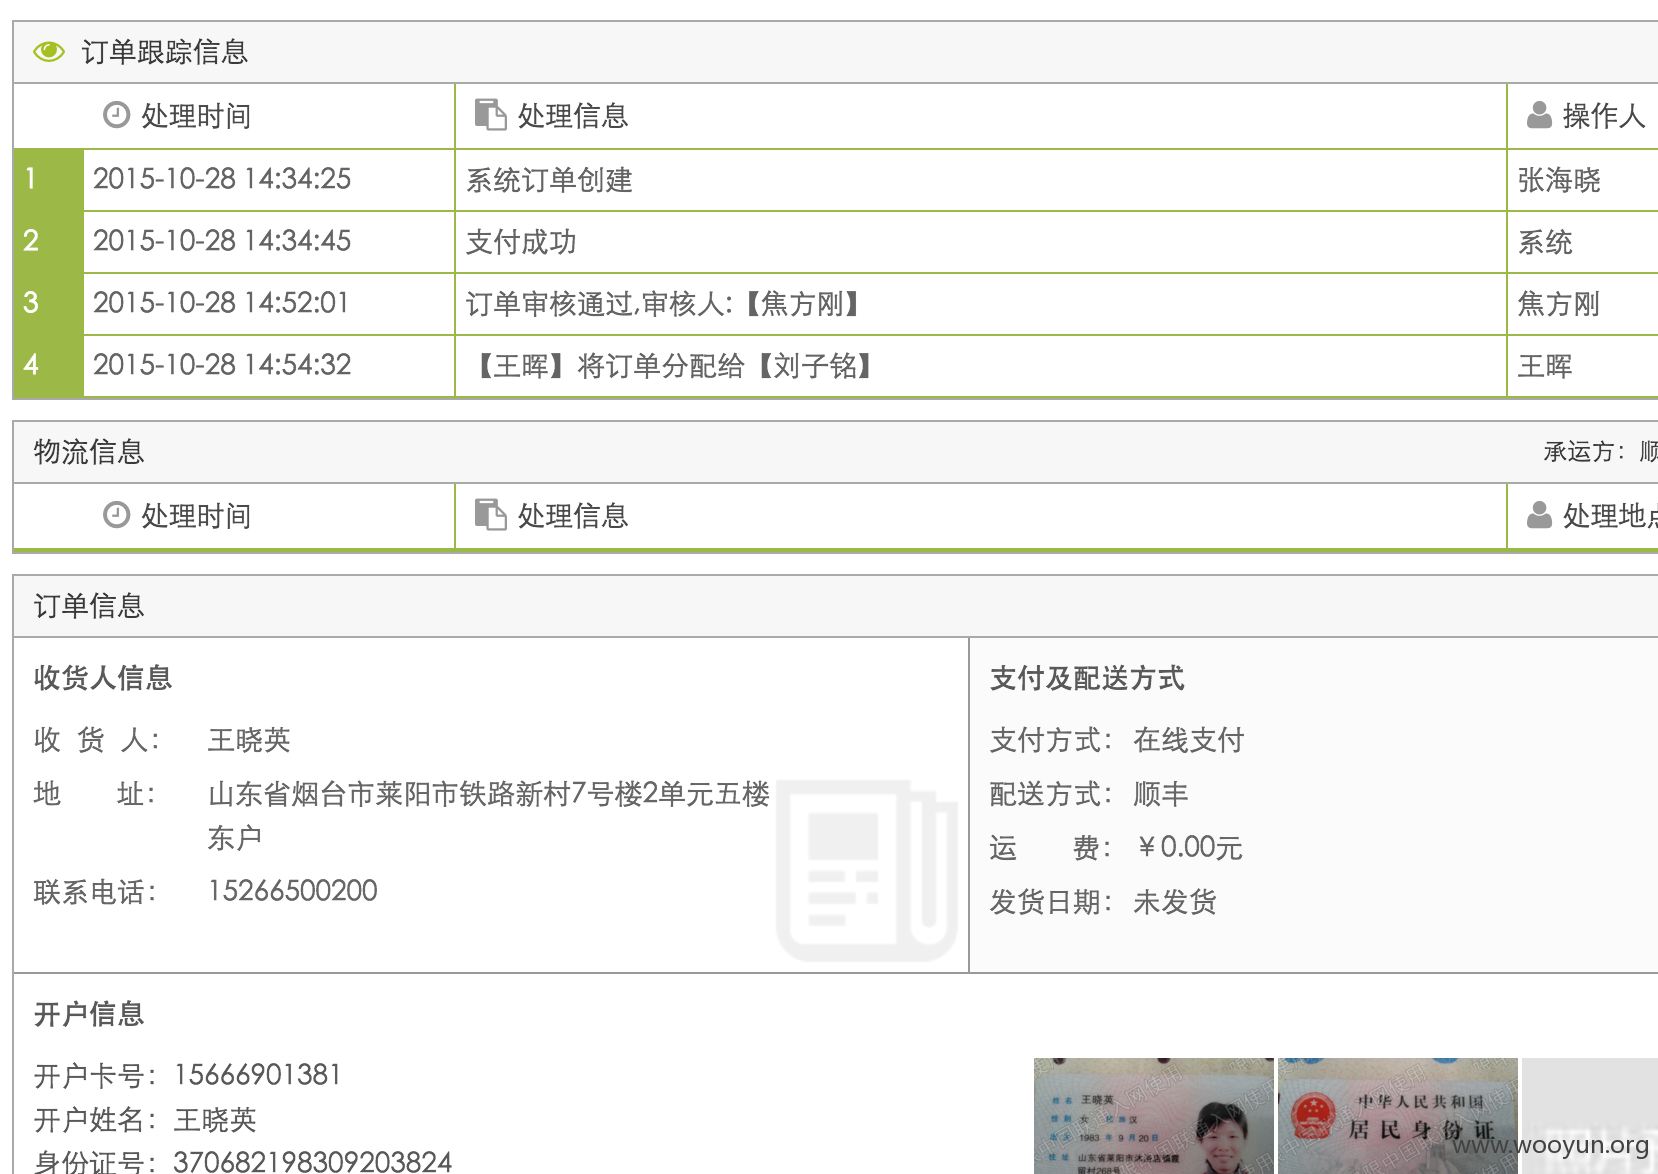 订单跟踪信息
处理时间 处理信息 操作人
1 2015-10-28 14:34:25 系统订单创建 张海晓
2 2015-10-28 14:34:45 支付成功 系统
3 2015-10-28 14:52:01 订单审核通过,审核人:【焦方刚】 焦方刚
4 2015-10-28 14:54:32 【王晖】将订单分配给【刘子铭】 王晖
物流信息 承运方：顺
处理时间 处理信息 处理地点
订单信息
收货人信息 支付及配送方式
收 货 人： 王晓英 支付方式： 在线支付
地 址： 山东省烟台市莱阳市铁路新村7号楼2单元五楼 配送方式： 顺丰
东户 运 费： ￥0.00元
联系电话： 15266500200 发货日期： 未发货
开户信息
开户卡号：15666901381
开户姓名：王晓英
身份证号：370682198309203824
姓名 王晓英
性别 女 民族 汉
出生 1983 年 9 月 20 日
住址 山东省莱阳市沐浴店镇霞
留村268号
中华人民共和国
居民身份证
www.wooyun.org